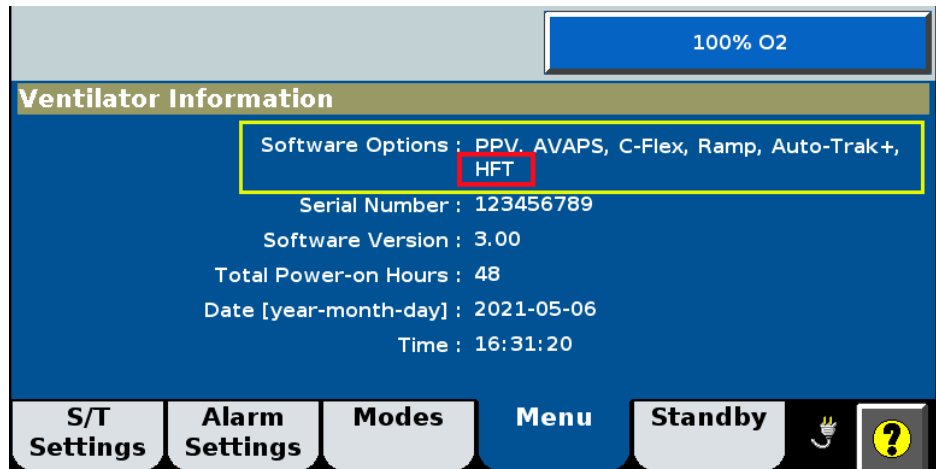 100% O2
Ventilator Information
Software Options : PPV, AVAPS, C-Flex, Ramp, Auto-Trak+,
HFT
Serial Number : 123456789
Software Version : 3.00
Total Power-on Hours : 48
Date [year-month-day] : 2021-05-06
Time : 16:31:20
S/T
Settings
Alarm
Settings
Modes
Menu
Standby
?